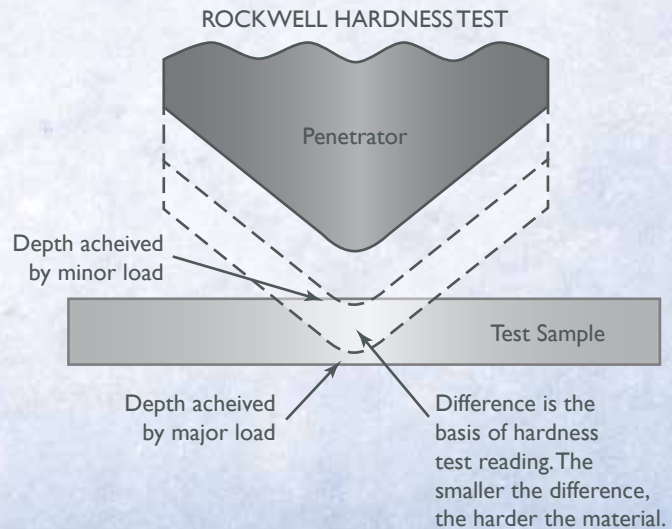 ROCKWELL HARDNESS TEST
Penetrator
Depth acheived
by minor load
Test Sample
Depth acheived
by major load
Difference is the
basis of hardness
test reading. The
smaller the difference,
the harder the material.